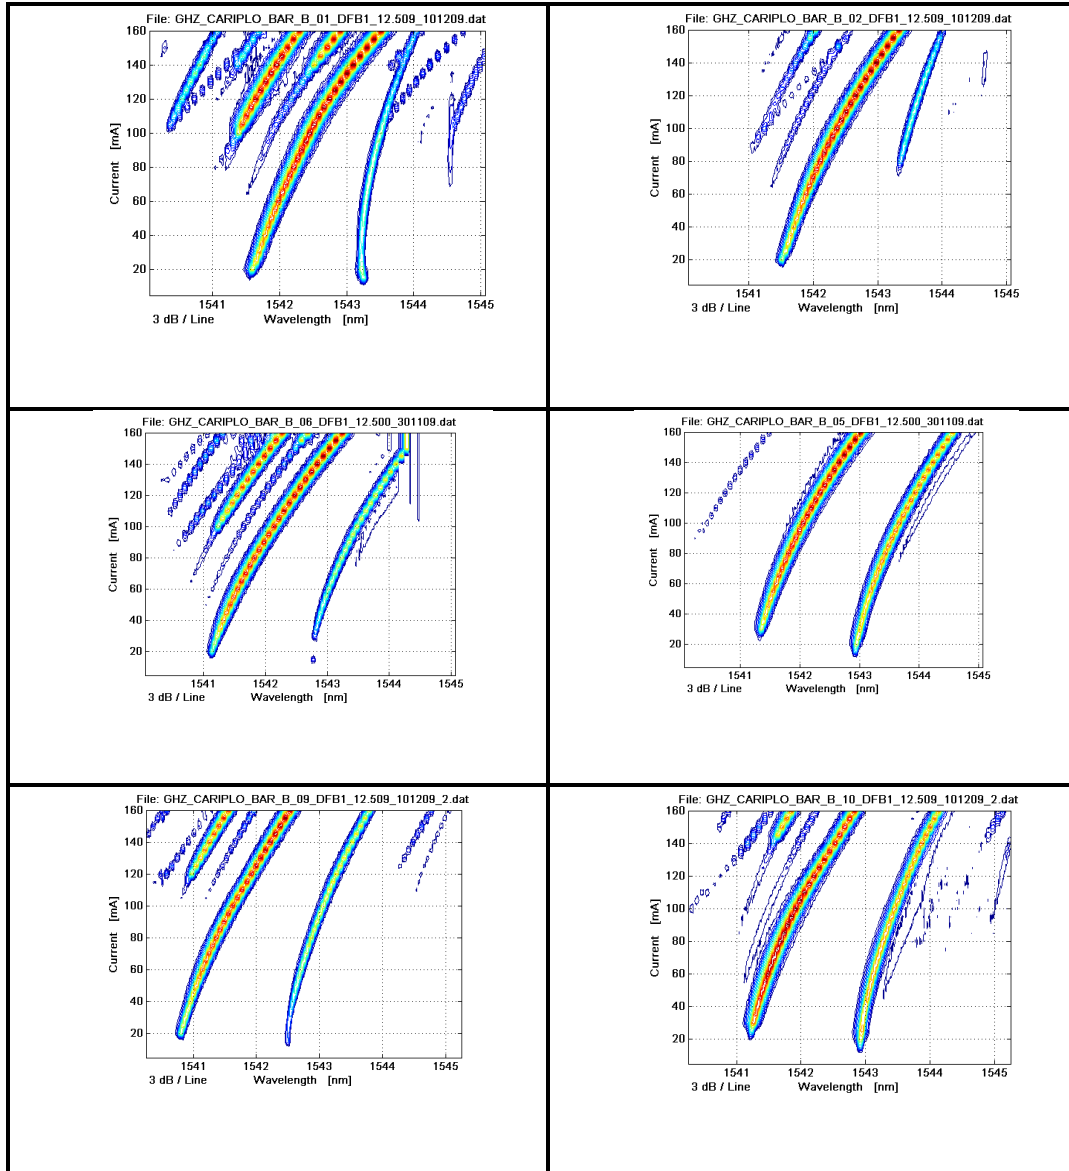 File: GHZ_CARIPLO_BAR_B_01_DFB1_12.509_101209.dat
160
140
120
100
80
60
40
20
Current [mA]
1541 1542 1543 1544 1545
3 dB / Line Wavelength [nm]
File: GHZ_CARIPLO_BAR_B_02_DFB1_12.509_101209.dat
160
140
120
100
80
60
40
20
Current [mA]
1541 1542 1543 1544 1545
3 dB / Line Wavelength [nm]
File: GHZ_CARIPLO_BAR_B_06_DFB1_12.500_301109.dat
160
140
120
100
80
60
40
20
Current [mA]
1541 1542 1543 1544 1545
3 dB / Line Wavelength [nm]
File: GHZ_CARIPLO_BAR_B_05_DFB1_12.500_301109.dat
160
140
120
100
80
60
40
20
Current [mA]
1541 1542 1543 1544 1545
3 dB / Line Wavelength [nm]
File: GHZ_CARIPLO_BAR_B_09_DFB1_12.509_101209_2.dat
160
140
120
100
80
60
40
20
Current [mA]
1541 1542 1543 1544 1545
3 dB / Line Wavelength [nm]
File: GHZ_CARIPLO_BAR_B_10_DFB1_12.509_101209_2.dat
160
140
120
100
80
60
40
20
Current [mA]
1541 1542 1543 1544 1545
3 dB / Line Wavelength [nm]